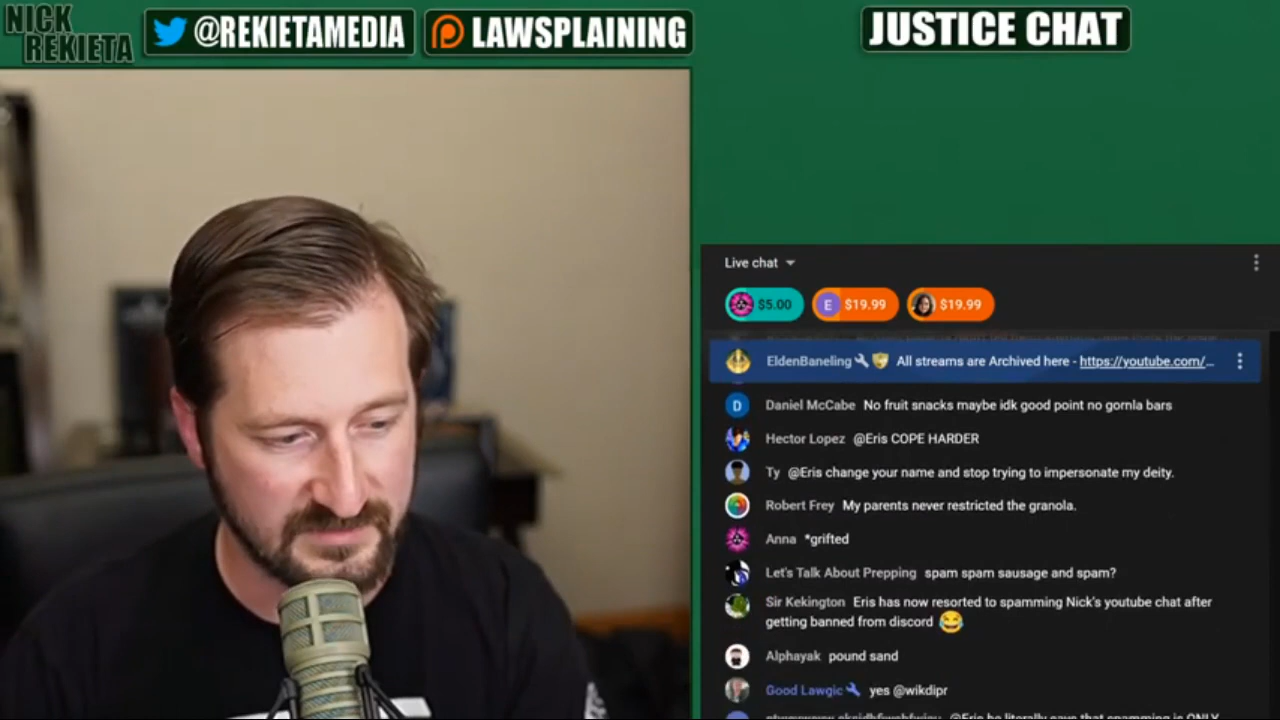 NICK
REKIETA
@REKIETAMEDIA
LAWSPLAINING
JUSTICE CHAT
Live chat
$5.00
E $19.99
$19.99
EldenBaneling All streams are Archived here - https://youtube.com/...
D Daniel McCabe No fruit snacks maybe idk good point no gornla bars
Hector Lopez @Eris COPE HARDER
Ty @Eris change your name and stop trying to impersonate my deity.
Robert Frey My parents never restricted the granola.
Anna *grifted
Let's Talk About Prepping spam spam sausage and spam?
Sir Kekington Eris has now resorted to spamming Nick's youtube chat after
getting banned from discord
Alphayak pound sand
Good Lawgic yes @wikdipr